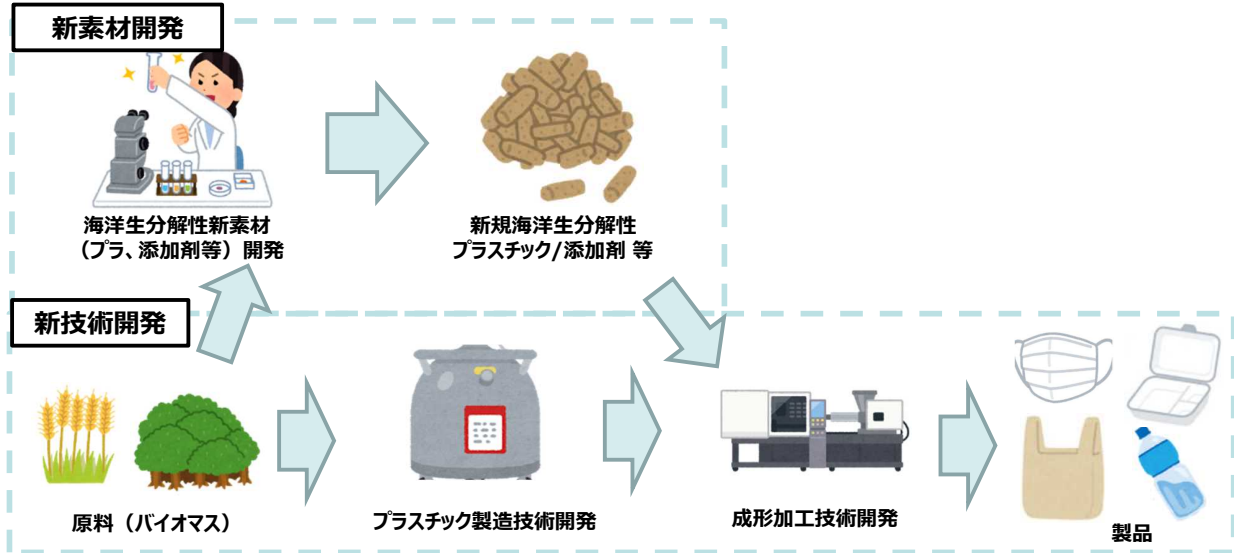 新素材開発
海洋生分解性新素材
（プラ、添加剤等）開発
新規海洋生分解性
プラスチック/添加剤 等
新技術開発
原料（バイオマス）
プラスチック製造技術開発
成形加工技術開発
製品